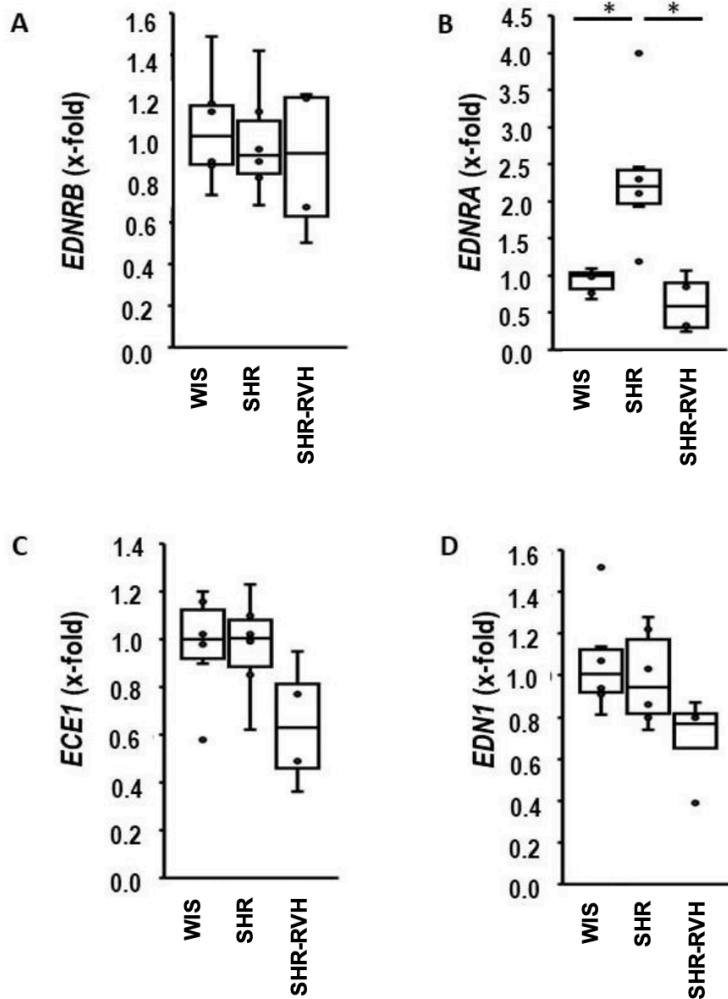 A
EDNRB (x-fold)
1.6
1.4
1.2
1.0
0.8
0.6
0.4
0.2
0.0
WIS
SHR
SHR-RVH
B
EDNRA (x-fold)
* *
4.5
4.0
3.5
3.0
2.5
2.0
1.5
1.0
0.5
0.0
WIS
SHR
SHR-RVH
C
ECE1 (x-fold)
1.4
1.2
1.0
0.8
0.6
0.4
0.2
0.0
WIS
SHR
SHR-RVH
D
EDN1 (x-fold)
1.6
1.4
1.2
1.0
0.8
0.6
0.4
0.2
0.0
WIS
SHR
SHR-RVH